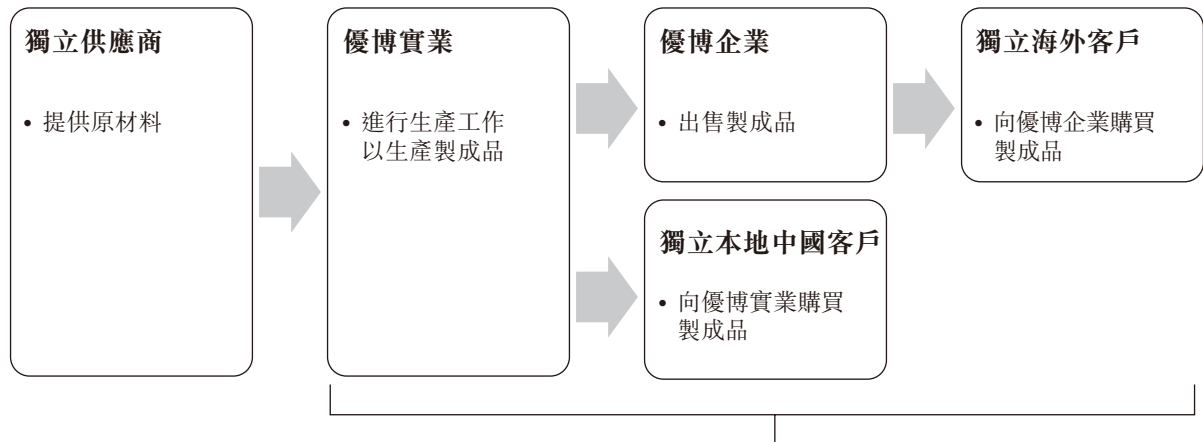 獨立供應商
• 提供原材料
優博實業
• 進行生產工作
以生產製成品
優博企業
• 出售製成品
獨立海外客戶
• 向優博企業購買
製成品
獨立本地中國客戶
• 向優博實業購買
製成品